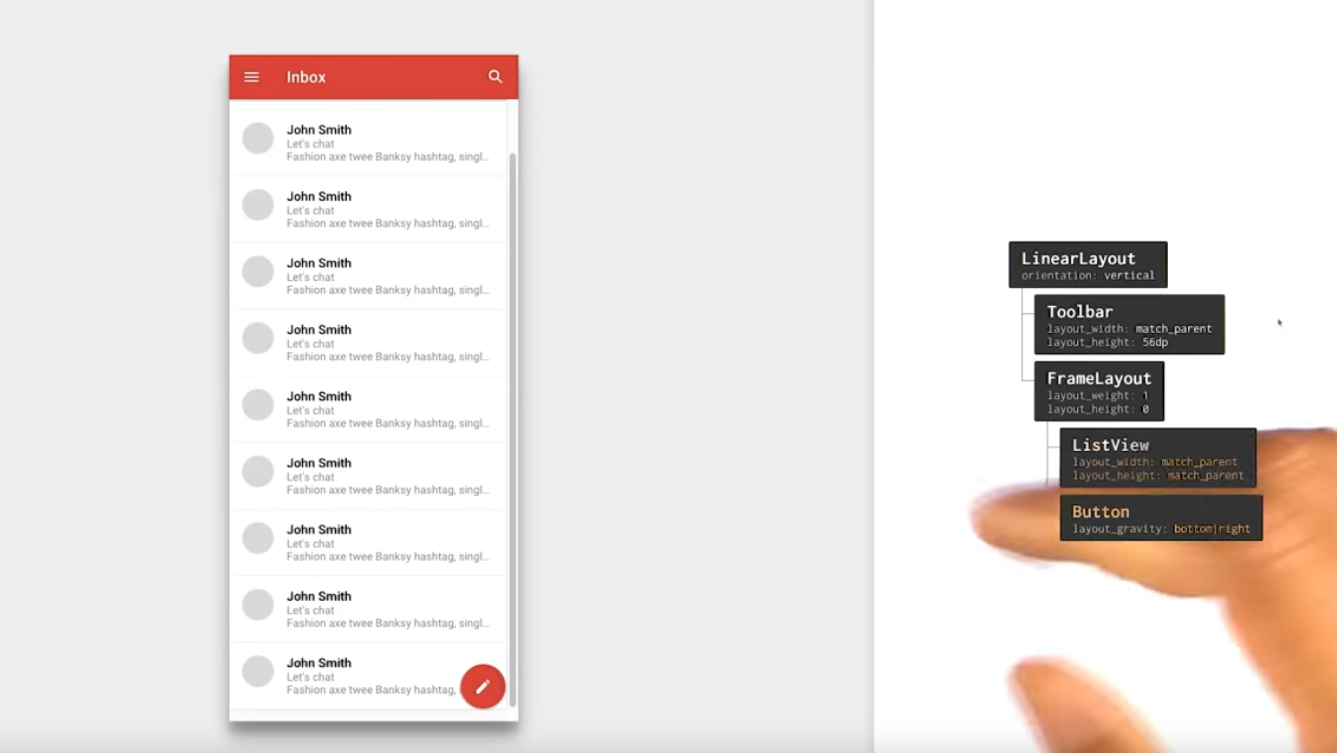 Inbox
John Smith
Let's chat
Fashion axe twee Banksy hashtag, singl...
John Smith
Let's chat
Fashion axe twee Banksy hashtag, singl...
John Smith
Let's chat
Fashion axe twee Banksy hashtag, singl...
John Smith
Let's chat
Fashion axe twee Banksy hashtag, singl...
John Smith
Let's chat
Fashion axe twee Banksy hashtag, singl...
John Smith
Let's chat
Fashion axe twee Banksy hashtag, singl...
John Smith
Let's chat
Fashion axe twee Banksy hashtag, singl...
John Smith
Let's chat
Fashion axe twee Banksy hashtag, singl...
John Smith
Let's chat
Fashion axe twee Banksy hashtag,
LinearLayout
orientation: vertical
Toolbar
layout_width: match_parent
layout_height: 56dp
FrameLayout
layout_weight: 1
layout_height: 0
ListView
layout_width: match_parent
layout_height: match_parent
Button
layout_gravity: bottom|right